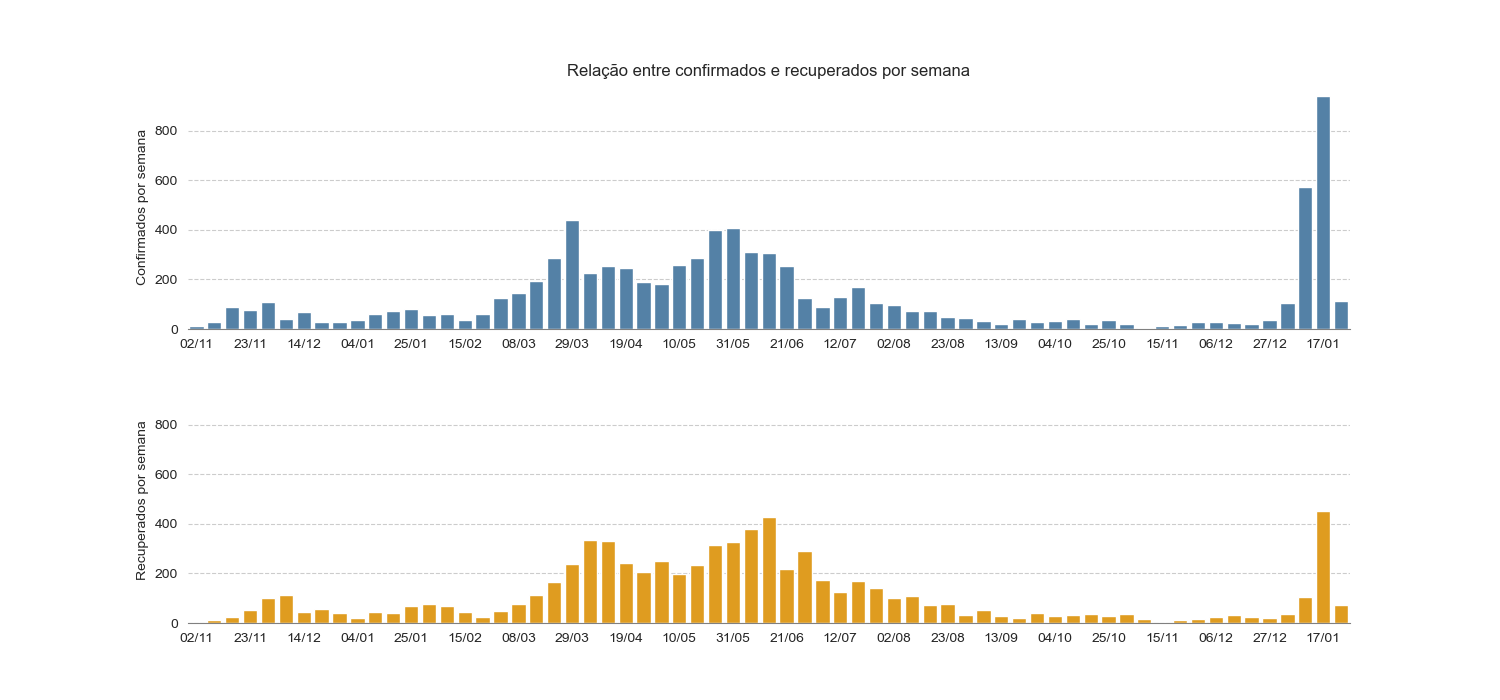 Relação entre confirmados e recuperados por semana
Confirmados por semana
800
600
400
200
0
02/11 23/11 14/12 04/01 25/01 15/02 08/03 29/03 19/04 10/05 31/05 21/06 12/07 02/08 23/08 13/09 04/10 25/10 15/11 06/12 27/12 17/01
Recuperados por semana
800
600
400
200
0
02/11 23/11 14/12 04/01 25/01 15/02 08/03 29/03 19/04 10/05 31/05 21/06 12/07 02/08 23/08 13/09 04/10 25/10 15/11 06/12 27/12 17/01